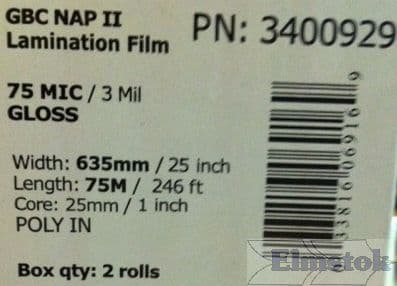 GBC NAP II
Lamination Film
PN: 3400929
75 MIC / 3 Mil
GLOSS
Width: 635mm / 25 inch
Length: 75M / 246 ft
Core: 25mm / 1 inch
POLY IN
Box qty: 2 rolls
Elmstok